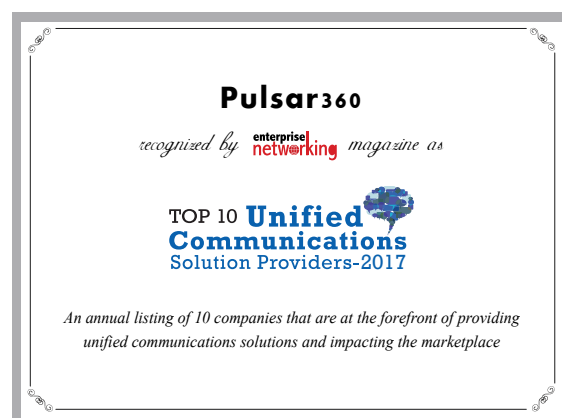 Pulsar360
recognized by enterprise networking magazine as
TOP 10 Unified
Communications
Solution Providers-2017
An annual listing of 10 companies that are at the forefront of providing
unified communications solutions and impacting the marketplace